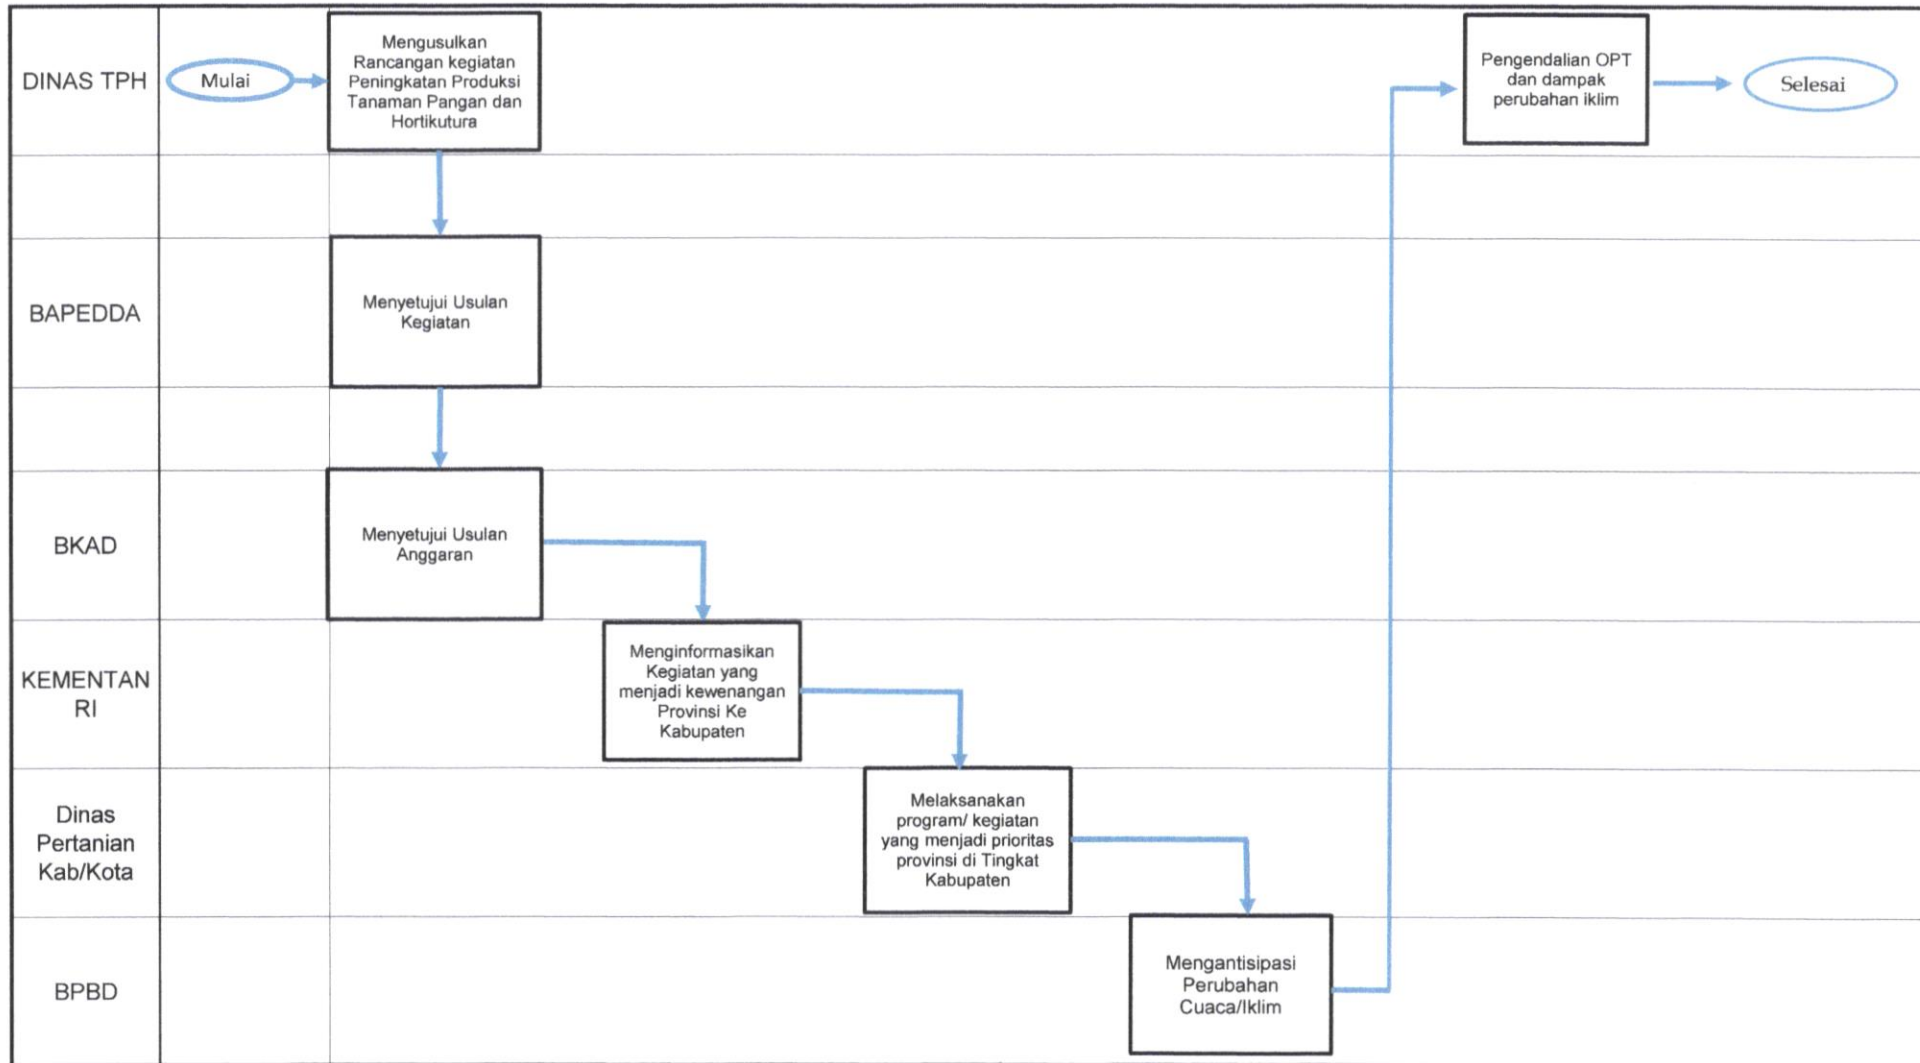 DINAS TPH
Mulai
Mengusulkan
Rancangan kegiatan
Peningkatan Produksi
Tanaman Pangan dan
Hortikutura
Pengendalian OPT
dan dampak
perubahan iklim
Selesai
BAPEDDA
Menyetujui Usulan
Kegiatan
BKAD
Menyetujui Usulan
Anggaran
KEMENTAN
RI
Menginformasikan
Kegiatan yang
menjadi kewenangan
Provinsi Ke
Kabupaten
Dinas
Pertanian
Kab/Kota
Melaksanakan
program/ kegiatan
yang menjadi prioritas
provinsi di Tingkat
Kabupaten
BPBD
Mengantisipasi
Perubahan
Cuaca/Iklim